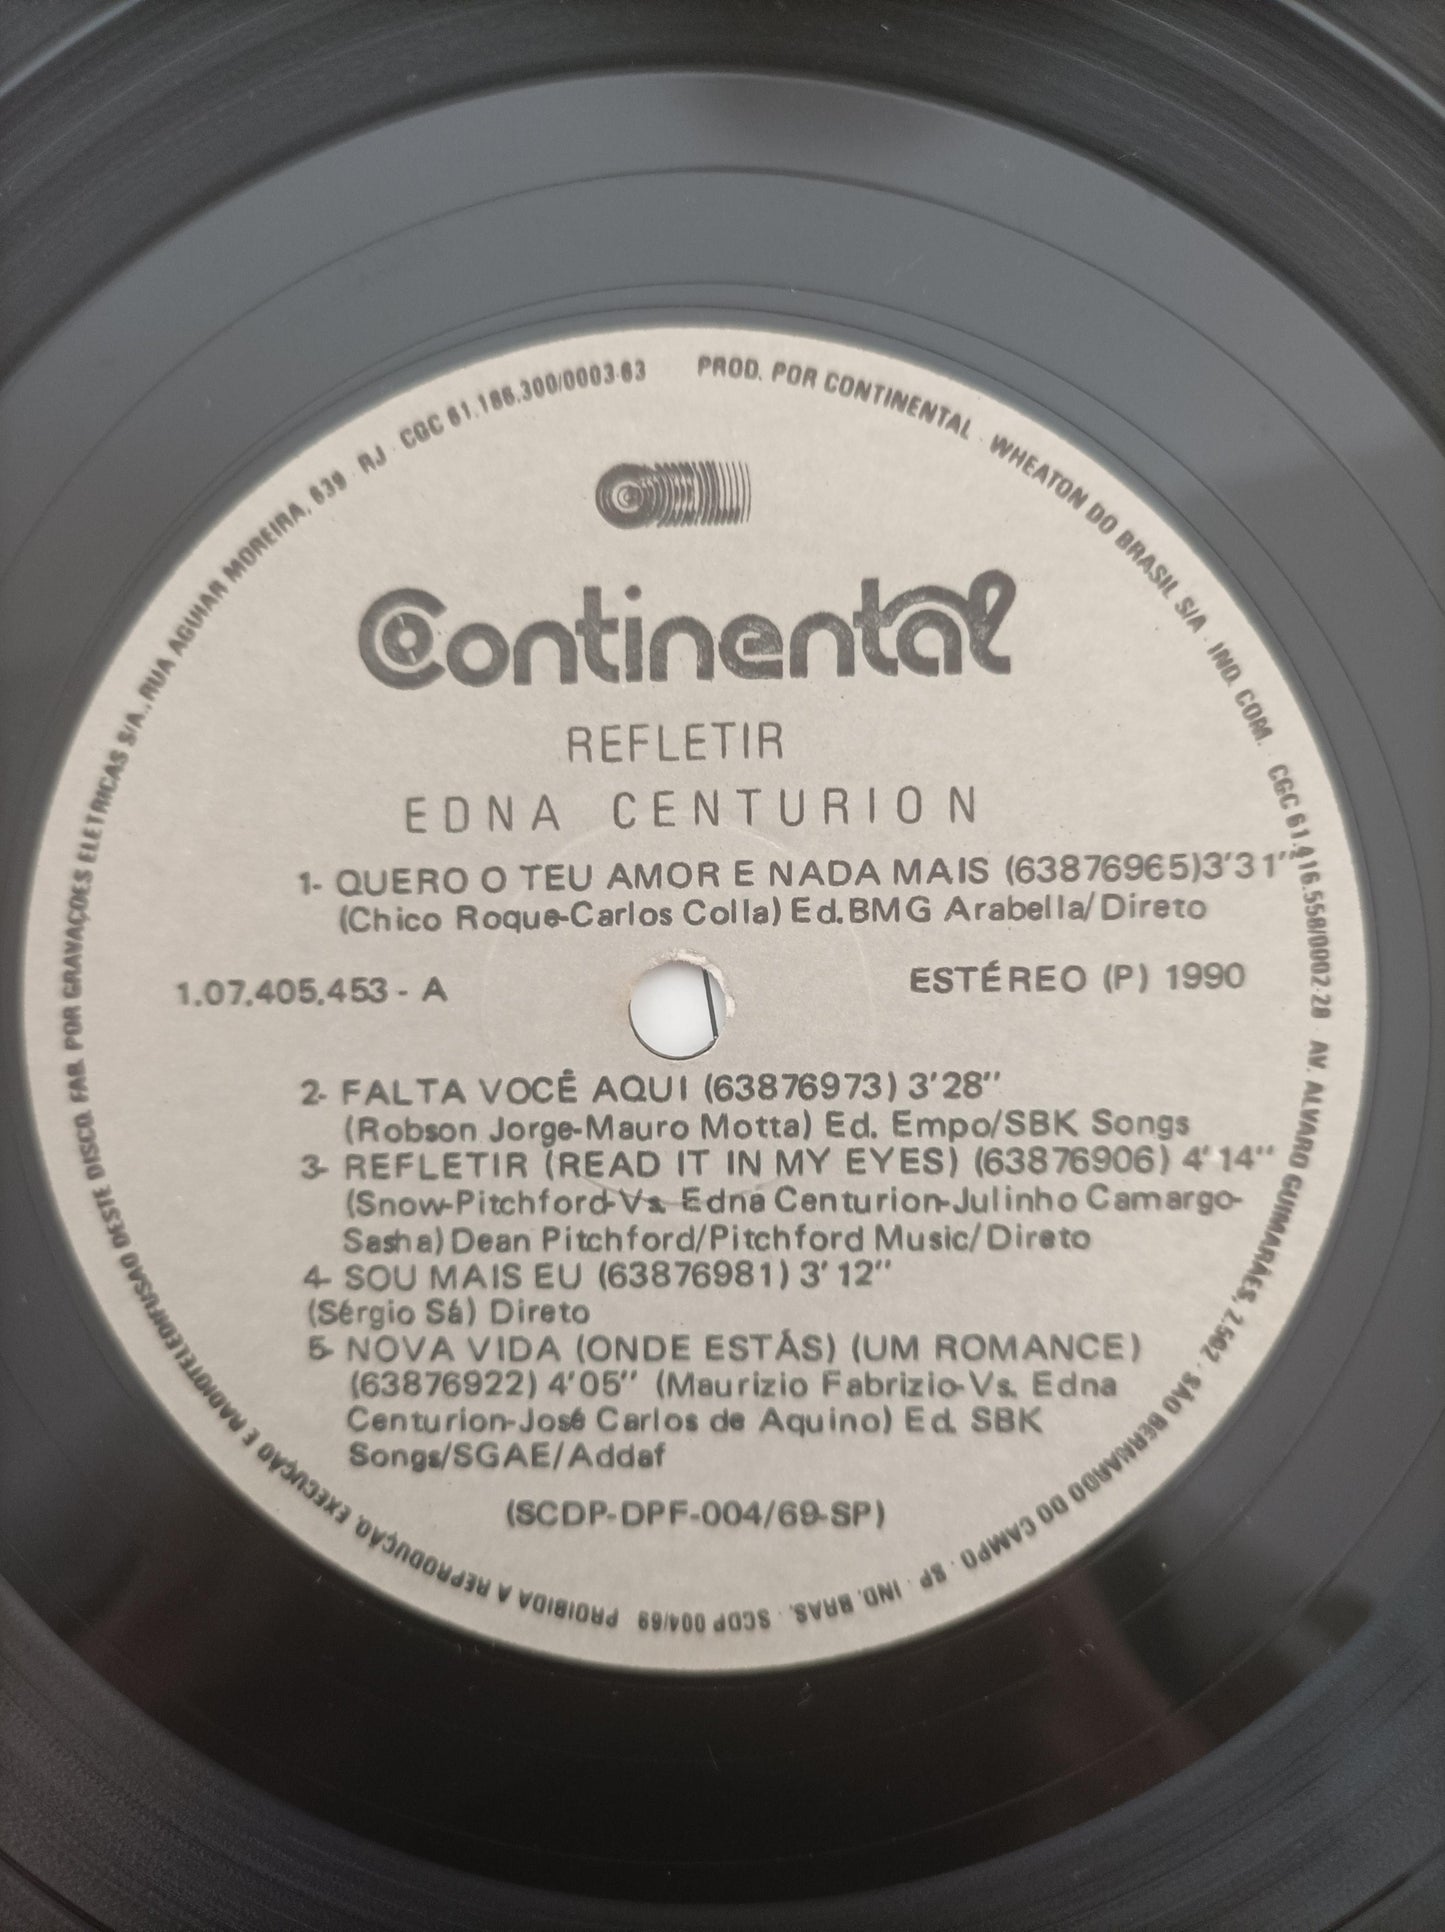 PROD. POR CONTINENTAL · WHEATON DO BRASIL S/A · IND. COM. · CGC 61.416.558/0002-28 AV. ALVARO GUIMARÃES, 2.502 · SÃO BERNARDO DO CAMPO · SP · IND. BRAS. · SCDP 004/69 PROIBIDA A REPRODUÇÃO, EXECUÇÃO E RADIOTELEDIFUSÃO DESTE DISCO. FAB. POR GRAVAÇÕES ELETRICAS S/A., RUA AGUIAR MOREIRA, 639 · RJ · CGC 61.186.300/0003-63
Continental
REFLETIR
EDNA CENTURION
1- QUERO O TEU AMOR E NADA MAIS (63876965)3'31"
(Chico Roque-Carlos Colla) Ed.BMG Arabella/Direto
1.07.405.453 - A
ESTÉREO (P) 1990
2- FALTA VOCÊ AQUI (63876973) 3'28"
(Robson Jorge-Mauro Motta) Ed. Empo/SBK Songs
3- REFLETIR (READ IT IN MY EYES) (63876906) 4'14"
(Snow-Pitchford-Vs. Edna Centurion-Julinho Camargo-
Sasha) Dean Pitchford/Pitchford Music/Direto
4- SOU MAIS EU (63876981) 3'12"
(Sérgio Sá) Direto
5- NOVA VIDA (ONDE ESTÁS) (UM ROMANCE)
(63876922) 4'05" (Maurizio Fabrizio-Vs. Edna
Centurion-José Carlos de Aquino) Ed. SBK
Songs/SGAE/Addaf
(SCDP-DPF-004/69-SP)